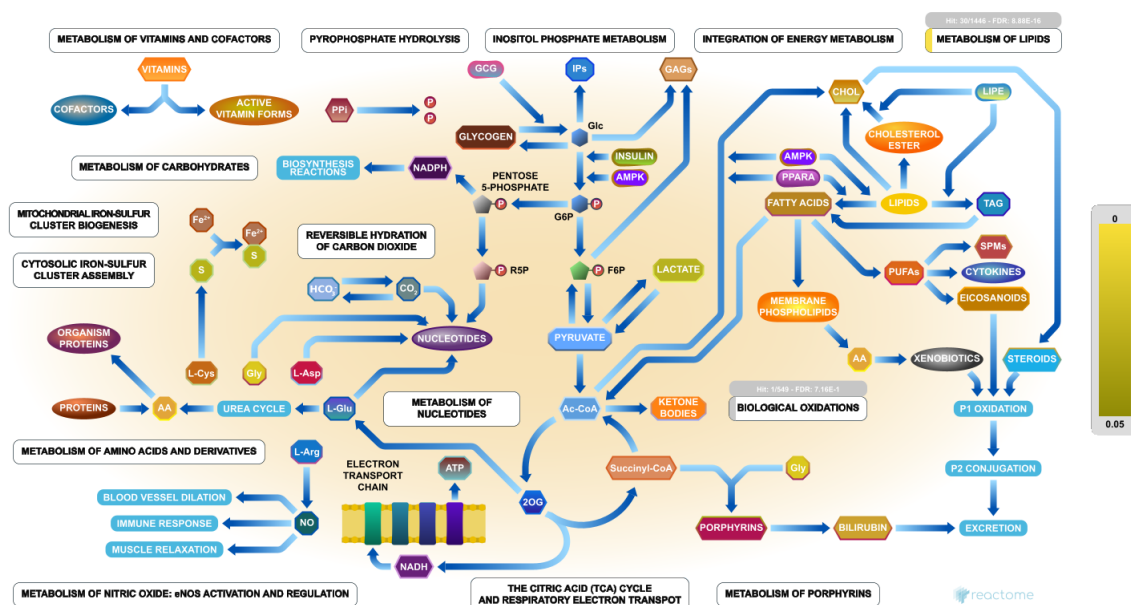 Hit: 30/1446 - FDR: 6.88E-16
METABOLISM OF VITAMINS AND COFACTORS
PYROPHOSPHATE HYDROLYSIS
INOSITOL PHOSPHATE METABOLISM
INTEGRATION OF ENERGY METABOLISM
METABOLISM OF LIPIDS
VITAMINS
GCG
IPs
GAGs
CHOL
LIPE
COFACTORS
ACTIVE
VITAMIN FORMS
PPi
P
P
GLYCOGEN
Glc
CHOLESTEROL
ESTER
INSULIN
AMPK
METABOLISM OF CARBOHYDRATES
BIOSYNTHESIS
REACTIONS
NADPH
PENTOSE
5-PHOSPHATE
AMPK
PPARA
P
G6P
P
FATTY ACIDS
LIPIDS
TAG
MITOCHONDRIAL IRON-SULFUR
CLUSTER BIOGENESIS
Fe2+
Fe2+
S
S
REVERSIBLE HYDRATION
OF CARBON DIOXIDE
CYTOSOLIC IRON-SULFUR
CLUSTER ASSEMBLY
P
R5P
P
F6P
LACTATE
SPMs
PUFAs
CYTOKINES
EICOSANOIDS
HCO3-
CO2
MEMBRANE
PHOSPHOLIPIDS
ORGANISM
PROTEINS
NUCLEOTIDES
PYRUVATE
L-Cys
Gly
L-Asp
AA
XENOBIOTICS
STEROIDS
Hit: 1/549 - FDR: 7.16E-1
BIOLOGICAL OXIDATIONS
METABOLISM OF
NUCLEOTIDES
PROTEINS
AA
UREA CYCLE
L-Glu
Ac-CoA
KETONE
BODIES
P1 OXIDATION
METABOLISM OF AMINO ACIDS AND DERIVATIVES
L-Arg
ELECTRON
TRANSPORT
CHAIN
ATP
Succinyl-CoA
Gly
P2 CONJUGATION
BLOOD VESSEL DILATION
IMMUNE RESPONSE
MUSCLE RELAXATION
NO
2OG
PORPHYRINS
BILIRUBIN
EXCRETION
NADH
METABOLISM OF NITRIC OXIDE: eNOS ACTIVATION AND REGULATION
THE CITRIC ACID (TCA) CYCLE
AND RESPIRATORY ELECTRON TRANSPOT
METABOLISM OF PORPHYRINS
reactome
0
0.05